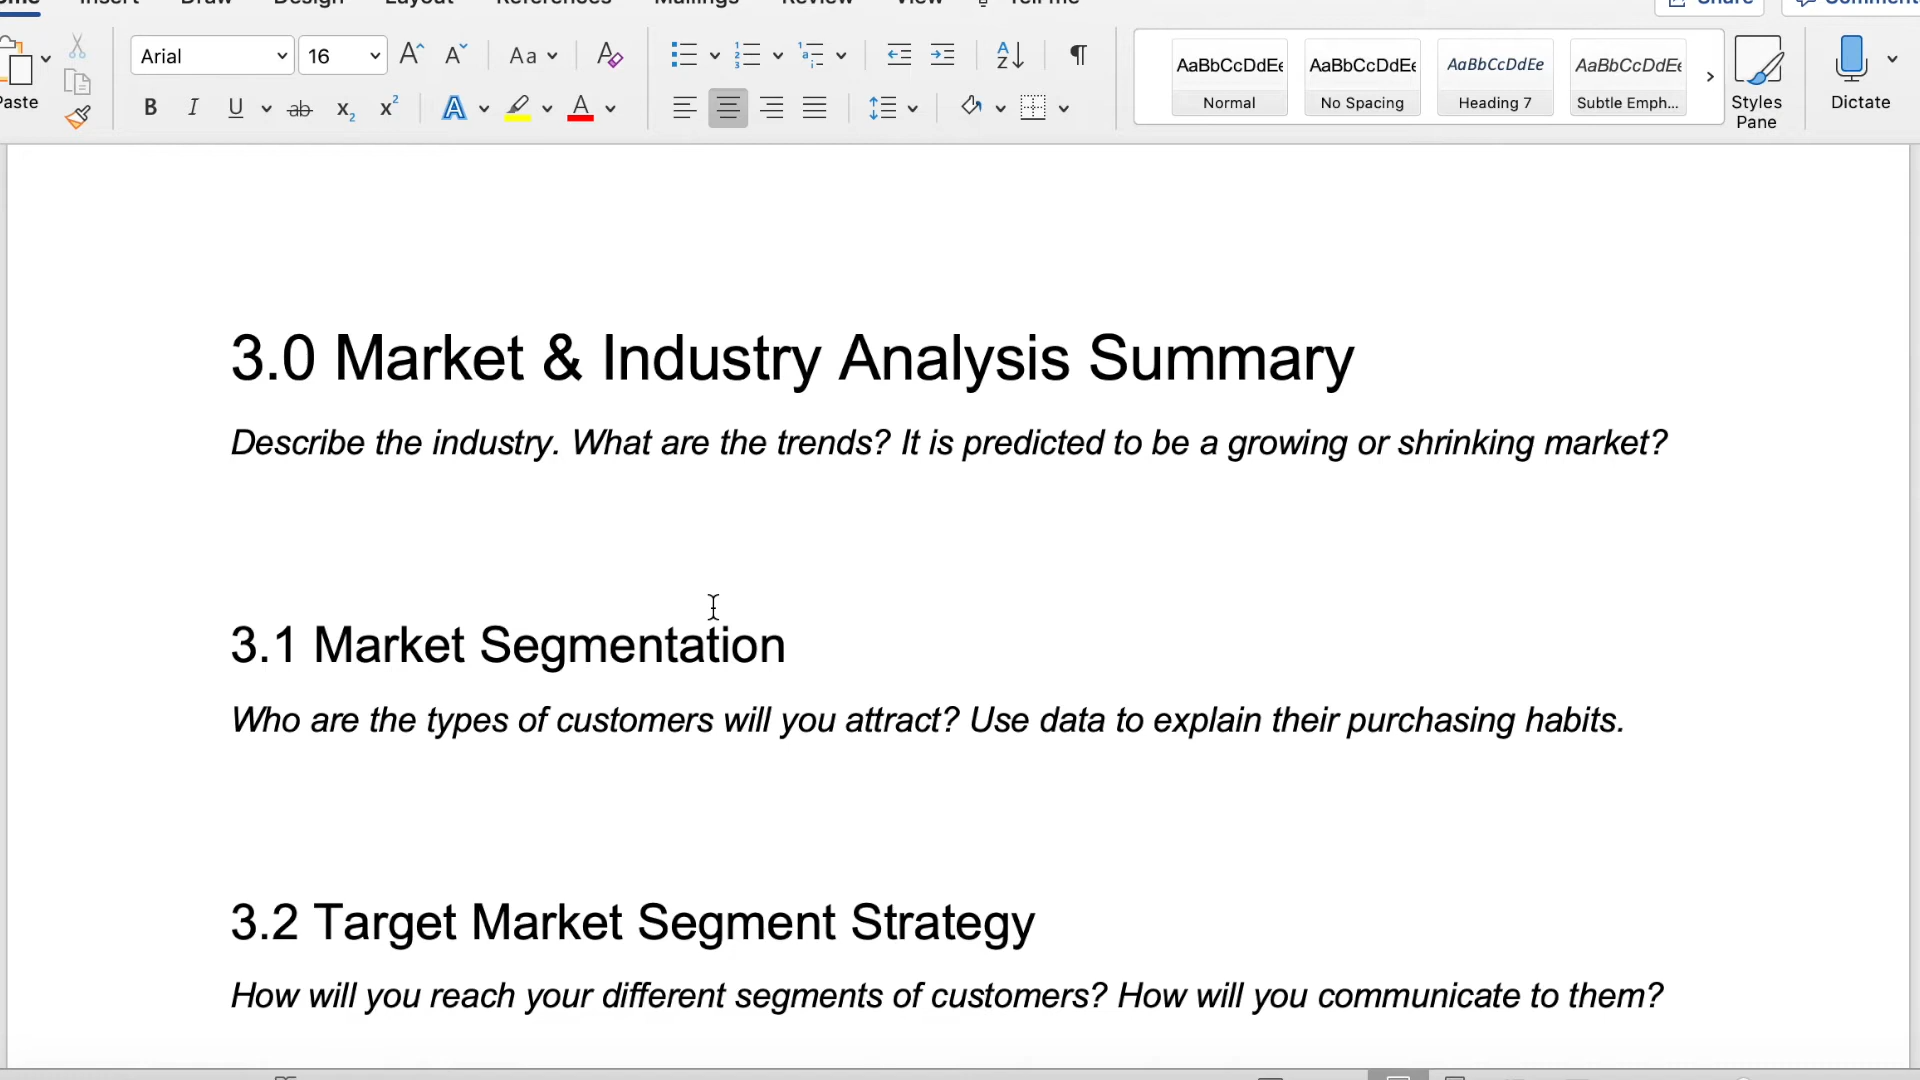 Share
Arial 16 Aa
Paste
B I U ab x₂ x² A A
AaBbCcDdEe AaBbCcDdEe AaBbCcDdEe AaBbCcDdEe
Normal No Spacing Heading 7 Subtle Emph...
Styles
Pane
Dictate
3.0 Market & Industry Analysis Summary
Describe the industry. What are the trends? It is predicted to be a growing or shrinking market?
3.1 Market Segmentation
Who are the types of customers will you attract? Use data to explain their purchasing habits.
3.2 Target Market Segment Strategy
How will you reach your different segments of customers? How will you communicate to them?